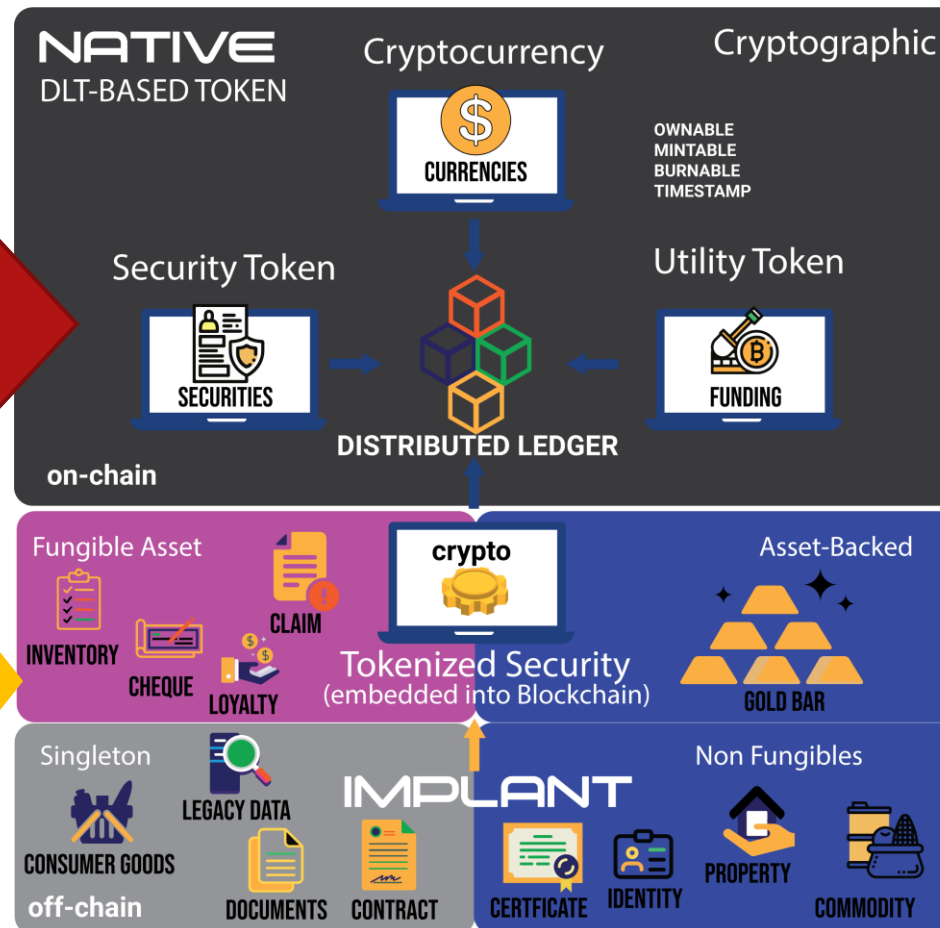 NATIVE
DLT-BASED TOKEN
Cryptocurrency
Cryptographic
CURRENCIES
OWNABLE
MINTABLE
BURNABLE
TIMESTAMP
Security Token
Utility Token
SECURITIES
FUNDING
DISTRIBUTED LEDGER
on-chain
Fungible Asset
crypto
Asset-Backed
CLAIM
INVENTORY
CHEQUE
LOYALTY
Tokenized Security
(embedded into Blockchain)
GOLD BAR
Singleton
IMPLANT
Non Fungibles
LEGACY DATA
CONSUMER GOODS
PROPERTY
off-chain
DOCUMENTS
CONTRACT
CERTFICATE
IDENTITY
COMMODITY